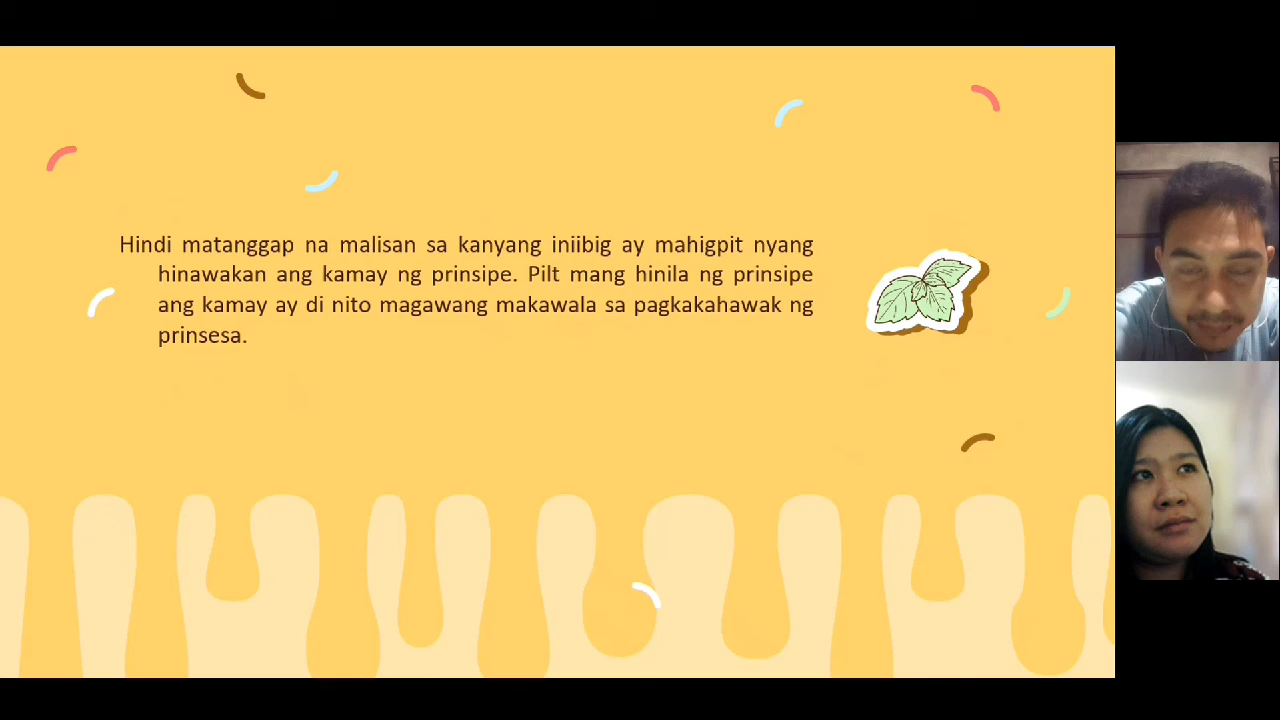 Hindi matanggap na malisan sa kanyang iniibig ay mahigpit nyang
hinawakan ang kamay ng prinsipe. Pilt mang hinila ng prinsipe
ang kamay ay di nito magawang makawala sa pagkakahawak ng
prinsesa.